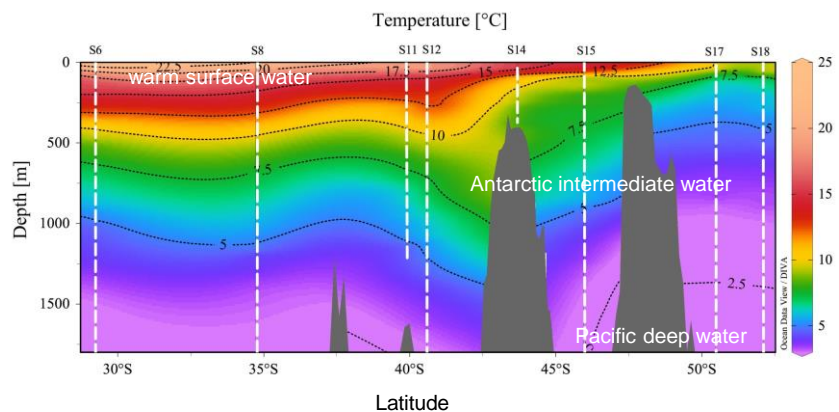 Temperature [°C]
S6 S8 S11 S12 S14 S15 S17 S18
0 500 1000 1500
Depth [m]
22.5 20 17.5 15 12.5
warm surface water
10 7.5 7.5
7.5 5
Antarctic intermediate water
5 5
2.5
Pacific deep water
30°S 35°S 40°S 45°S 50°S
Latitude
25
20
15
10
5
Ocean Data View / DIVA